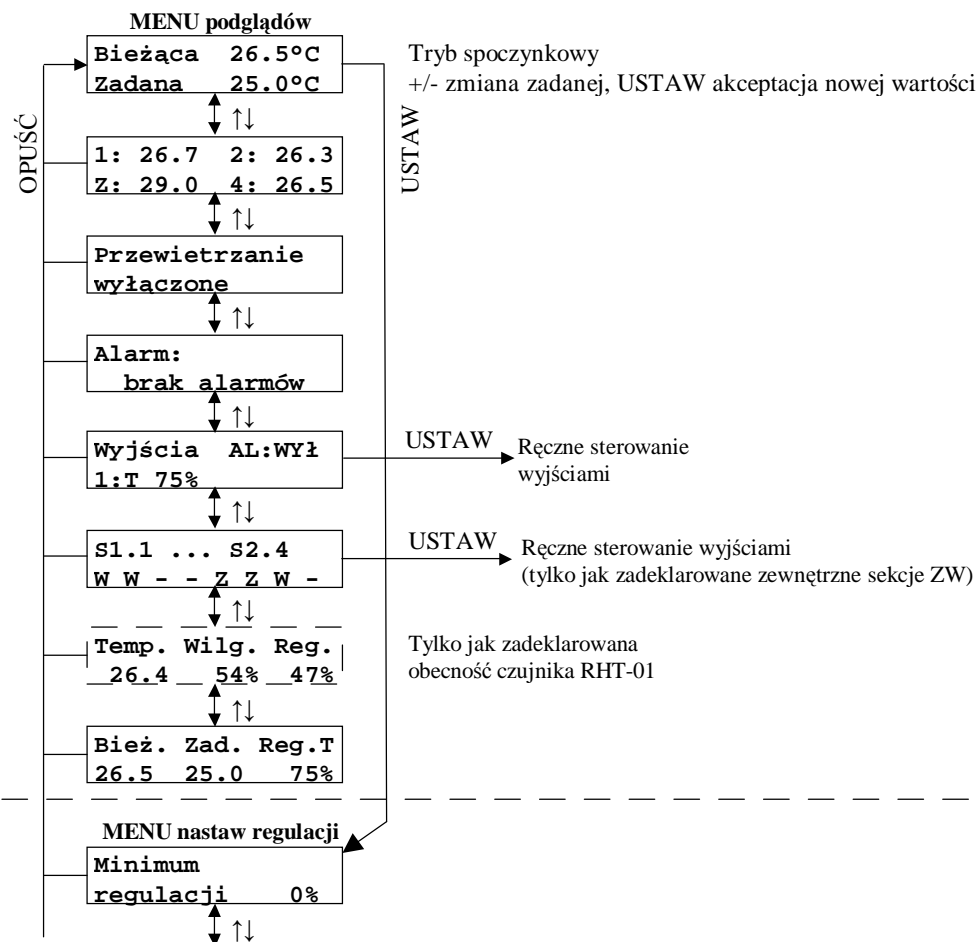 MENU podglądów
Bieżąca 26.5°C
Zadana 25.0°C
Tryb spoczynkowy
+/- zmiana zadanej, USTAW akceptacja nowej wartości
↑↓
OPUŚĆ
USTAW
1: 26.7 2: 26.3
Z: 29.0 4: 26.5
↑↓
Przewietrzanie
wyłączone
↑↓
Alarm:
brak alarmów
↑↓
Wyjścia AL:WYŁ
1:T 75%
USTAW
Ręczne sterowanie
wyjściami
↑↓
S1.1 ... S2.4
W W - - Z Z W -
USTAW
Ręczne sterowanie wyjściami
(tylko jak zadeklarowane zewnętrzne sekcje ZW)
↑↓
Temp. Wilg. Reg.
26.4 54% 47%
Tylko jak zadeklarowana
obecność czujnika RHT-01
↑↓
Bież. Zad. Reg.T
26.5 25.0 75%
MENU nastaw regulacji
Minimum
regulacji 0%
↑↓